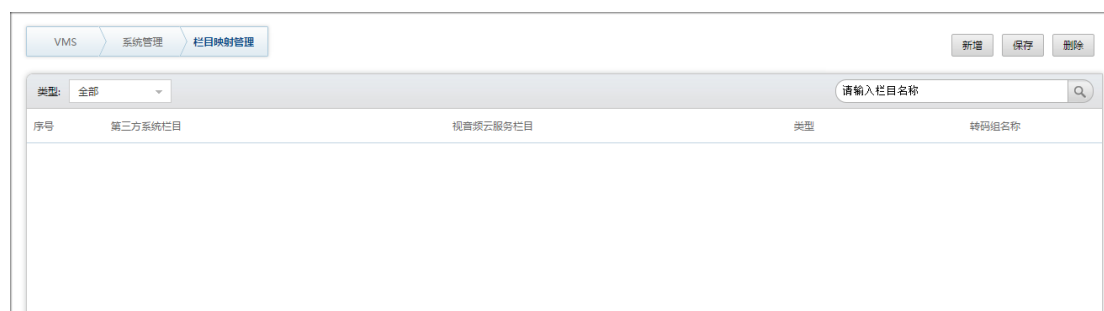 VMS 系统管理 栏目映射管理 新增 保存 删除
类型: 全部 请输入栏目名称
序号 第三方系统栏目 视音频云服务栏目 类型 转码组名称